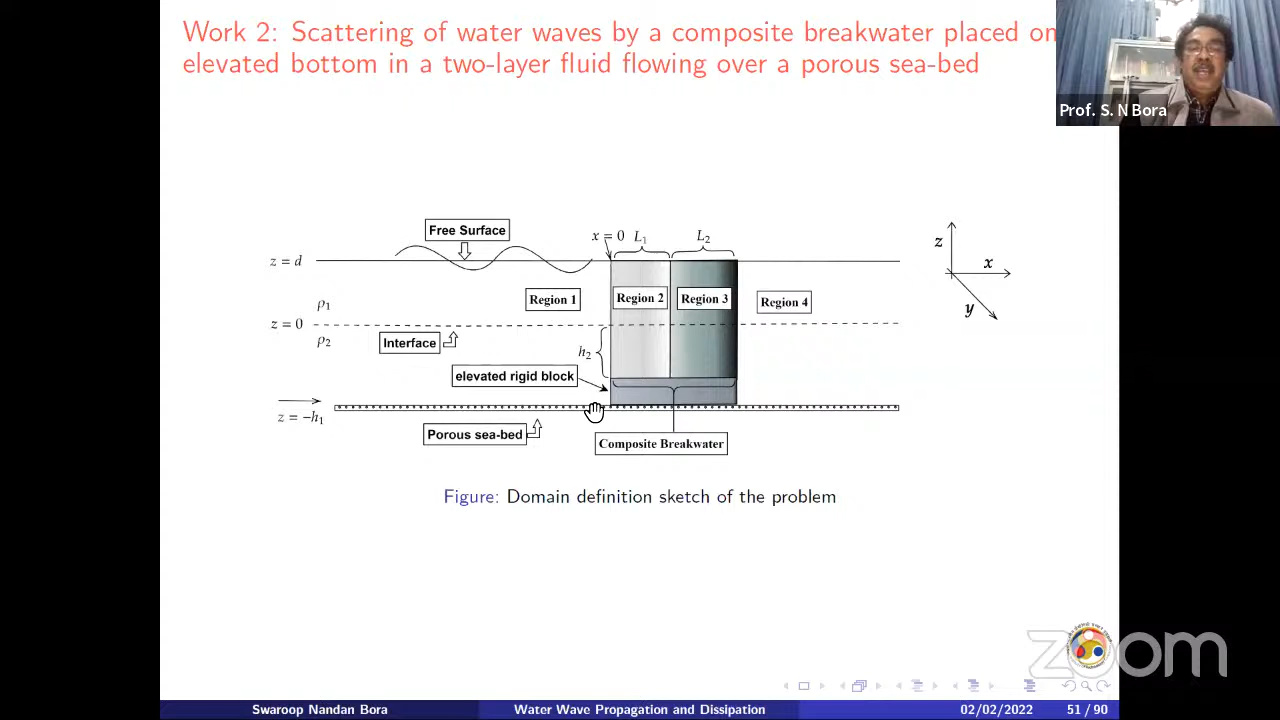 Work 2: Scattering of water waves by a composite breakwater placed on
elevated bottom in a two-layer fluid flowing over a porous sea-bed
Prof. S. N Bora
Free Surface
x = 0 L₁ L₂
z = d
z
x
y
Region 1
Region 2
Region 3
Region 4
ρ₁
z = 0
ρ₂
Interface
h₂
elevated rigid block
z = −h₁
Porous sea-bed
Composite Breakwater
Figure: Domain definition sketch of the problem
zoom
Swaroop Nandan Bora Water Wave Propagation and Dissipation 02/02/2022 51 / 90